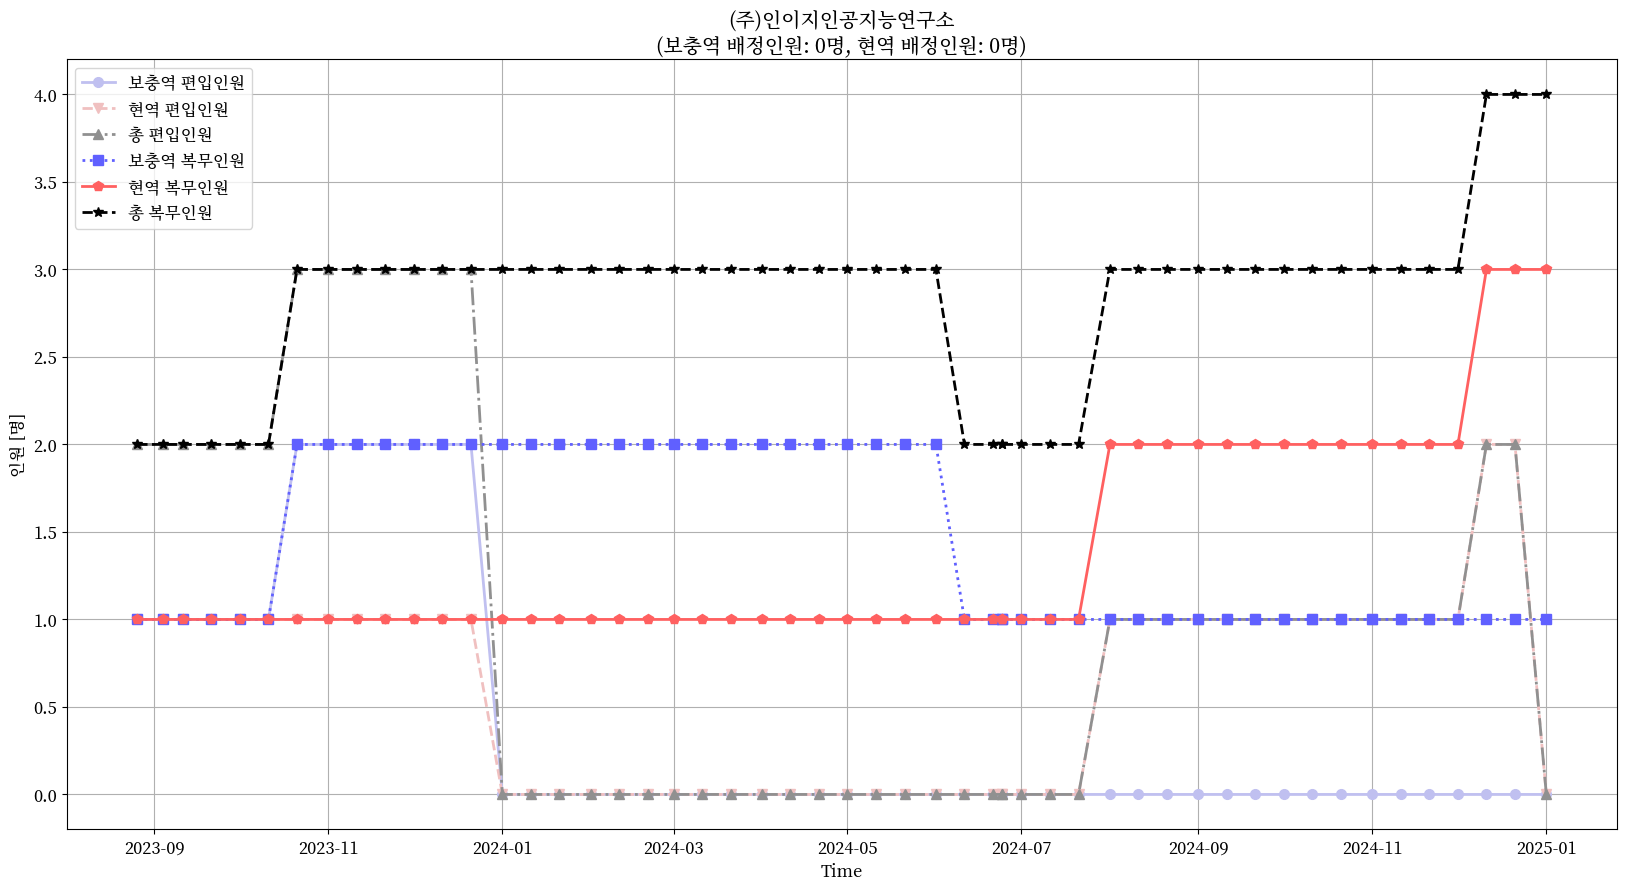 (주)인이지인공지능연구소
(보충역 배정인원: 0명, 현역 배정인원: 0명)
보충역 편입인원
현역 편입인원
총 편입인원
보충역 복무인원
현역 복무인원
총 복무인원
인원 [명]
4.0
3.5
3.0
2.5
2.0
1.5
1.0
0.5
0.0
2023-09
2023-11
2024-01
2024-03
2024-05
2024-07
2024-09
2024-11
2025-01
Time